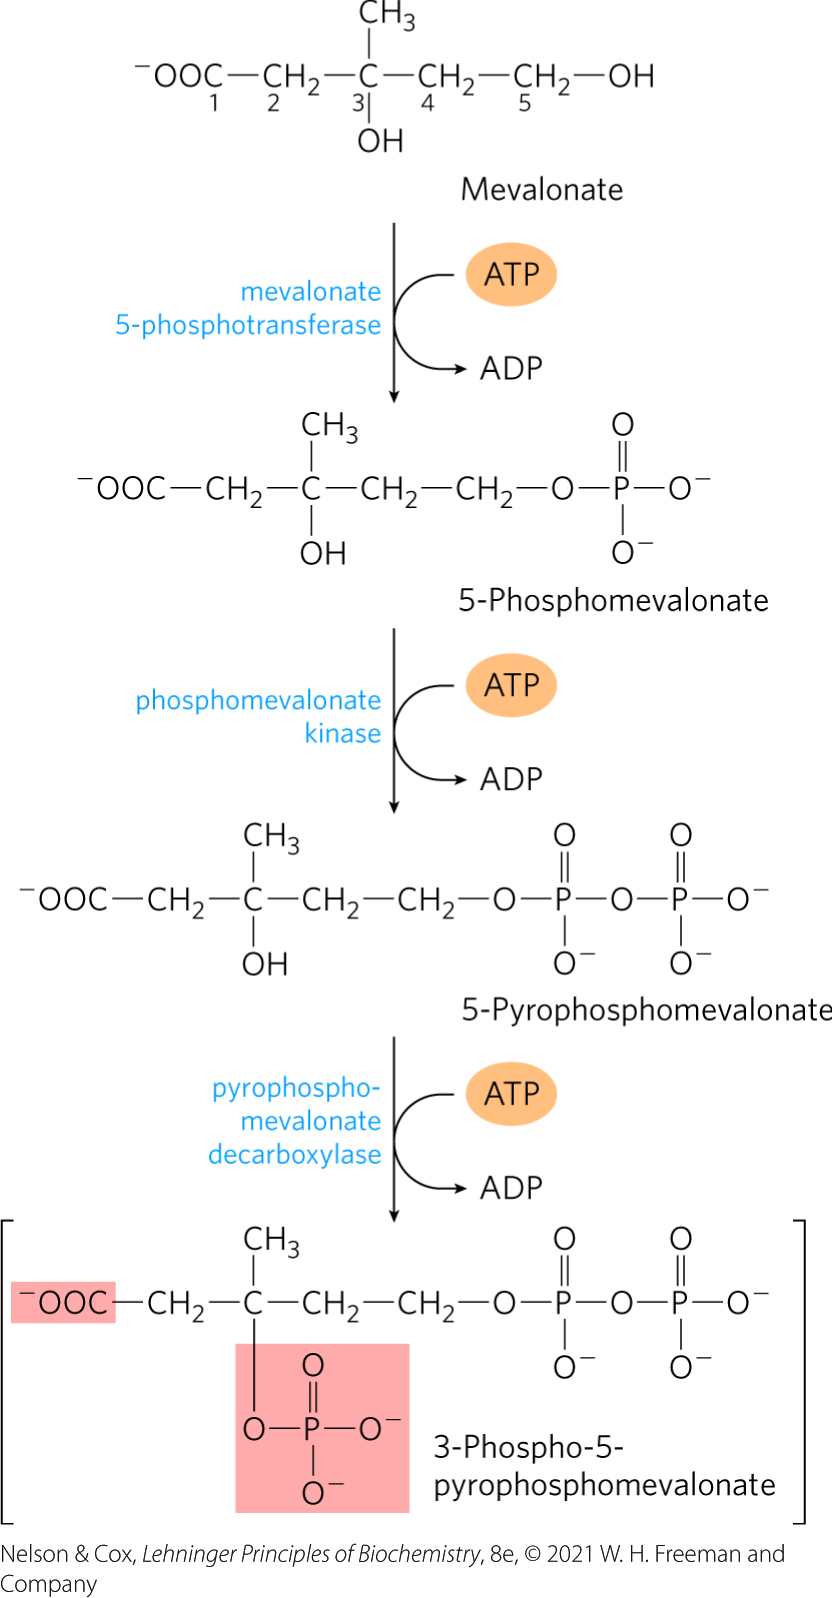 CH₃
⁻OOC—CH₂—C—CH₂—CH₂—OH
1 2 3 4 5
OH
Mevalonate
ATP
mevalonate
5-phosphotransferase
ADP
CH₃ O
⁻OOC—CH₂—C—CH₂—CH₂—O—P—O⁻
OH O⁻
5-Phosphomevalonate
ATP
phosphomevalonate
kinase
ADP
CH₃ O O
⁻OOC—CH₂—C—CH₂—CH₂—O—P—O—P—O⁻
OH O⁻ O⁻
5-Pyrophosphomevalonate
ATP
pyrophospho-
mevalonate
decarboxylase
ADP
CH₃ O O
⁻OOC—CH₂—C—CH₂—CH₂—O—P—O—P—O⁻
O⁻ O⁻
O
O—P—O⁻
O⁻
3-Phospho-5-
pyrophosphomevalonate
Nelson & Cox, Lehninger Principles of Biochemistry, 8e, © 2021 W. H. Freeman and
Company